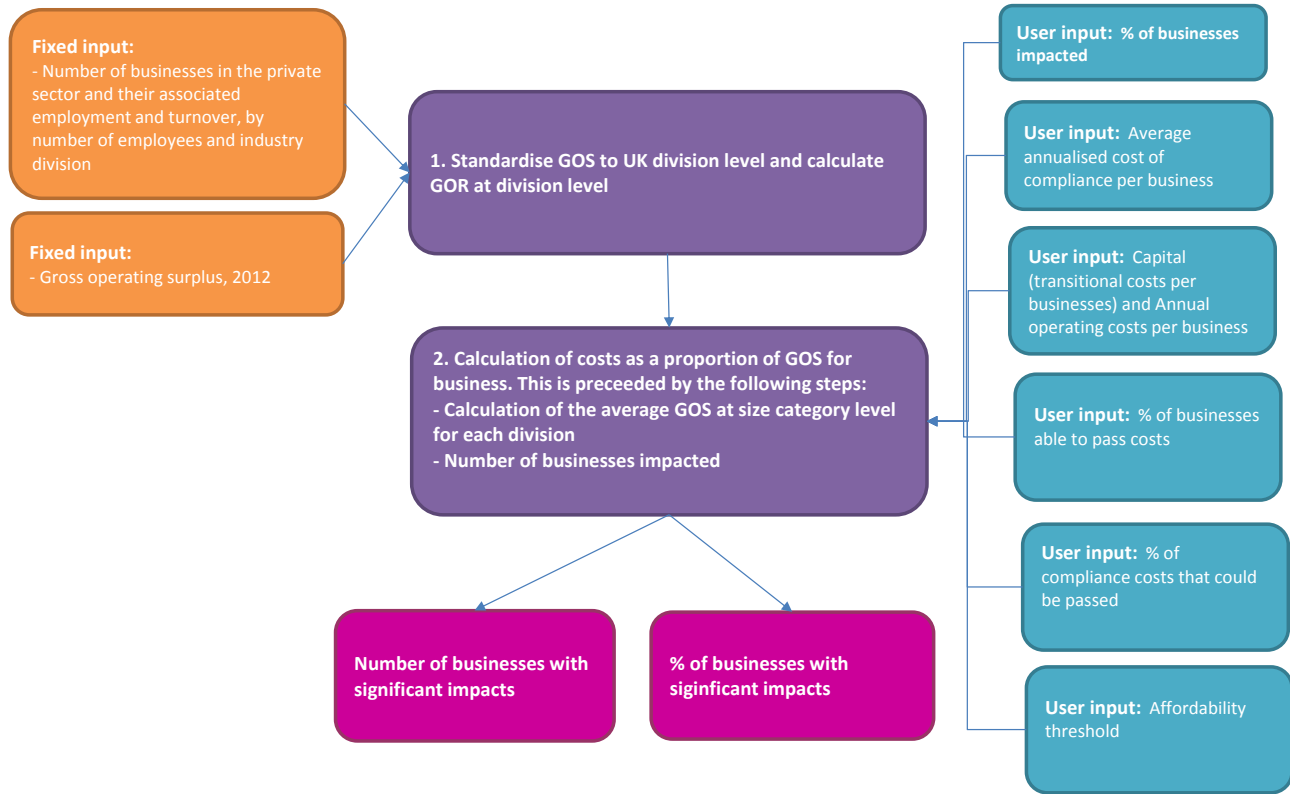 Fixed input:
- Number of businesses in the private
sector and their associated
employment and turnover, by
number of employees and industry
division
Fixed input:
- Gross operating surplus, 2012
1. Standardise GOS to UK division level and calculate
GOR at division level
2. Calculation of costs as a proportion of GOS for
business. This is preceeded by the following steps:
- Calculation of the average GOS at size category level
for each division
- Number of businesses impacted
Number of businesses with
significant impacts
% of businesses with
siginficant impacts
User input: % of businesses
impacted
User input: Average
annualised cost of
compliance per business
User input: Capital
(transitional costs per
businesses) and Annual
operating costs per business
User input: % of businesses
able to pass costs
User input: % of
compliance costs that could
be passed
User input: Affordability
threshold